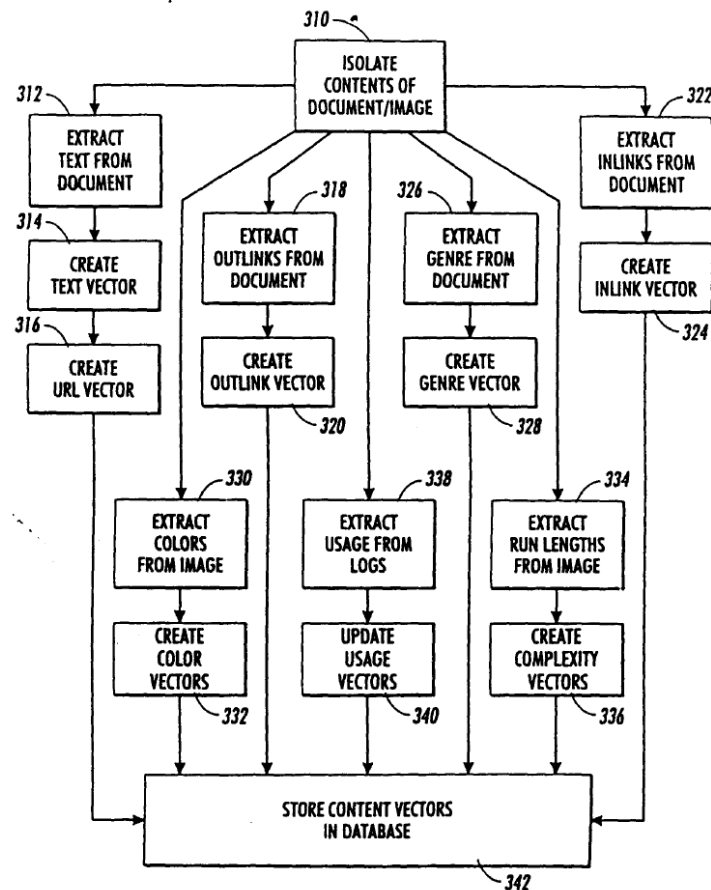 310
ISOLATE
CONTENTS OF
DOCUMENT/IMAGE
312
EXTRACT
TEXT FROM
DOCUMENT
314
CREATE
TEXT VECTOR
316
CREATE
URL VECTOR
318
EXTRACT
OUTLINKS FROM
DOCUMENT
CREATE
OUTLINK VECTOR
320
326
EXTRACT
GENRE FROM
DOCUMENT
CREATE
GENRE VECTOR
328
322
EXTRACT
INLINKS FROM
DOCUMENT
CREATE
INLINK VECTOR
324
330
EXTRACT
COLORS
FROM IMAGE
CREATE
COLOR
VECTORS
332
338
EXTRACT
USAGE FROM
LOGS
UPDATE
USAGE
VECTORS
340
334
EXTRACT
RUN LENGTHS
FROM IMAGE
CREATE
COMPLEXITY
VECTORS
336
STORE CONTENT VECTORS
IN DATABASE
342